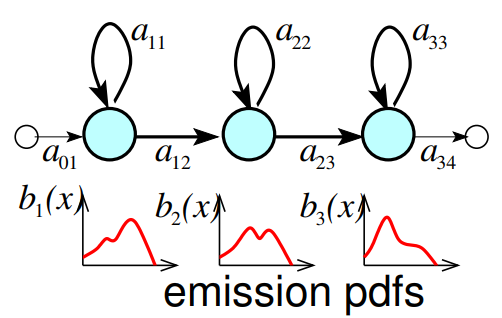 a₁₁ a₂₂ a₃₃
a₀₁ a₁₂ a₂₃ a₃₄
b₁(x) b₂(x) b₃(x)
emission pdfs